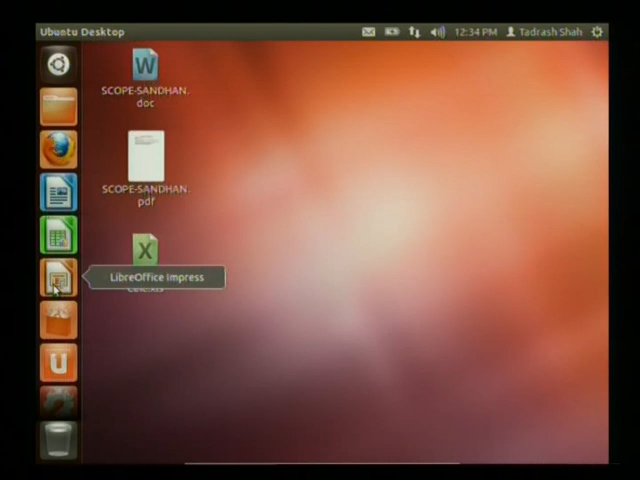 Ubuntu Desktop
12:34 PM
Tadrash Shah
W
SCOPE-SANDHAN.
doc
SCOPE-SANDHAN.
pdf
X
LibreOffice Impress
u